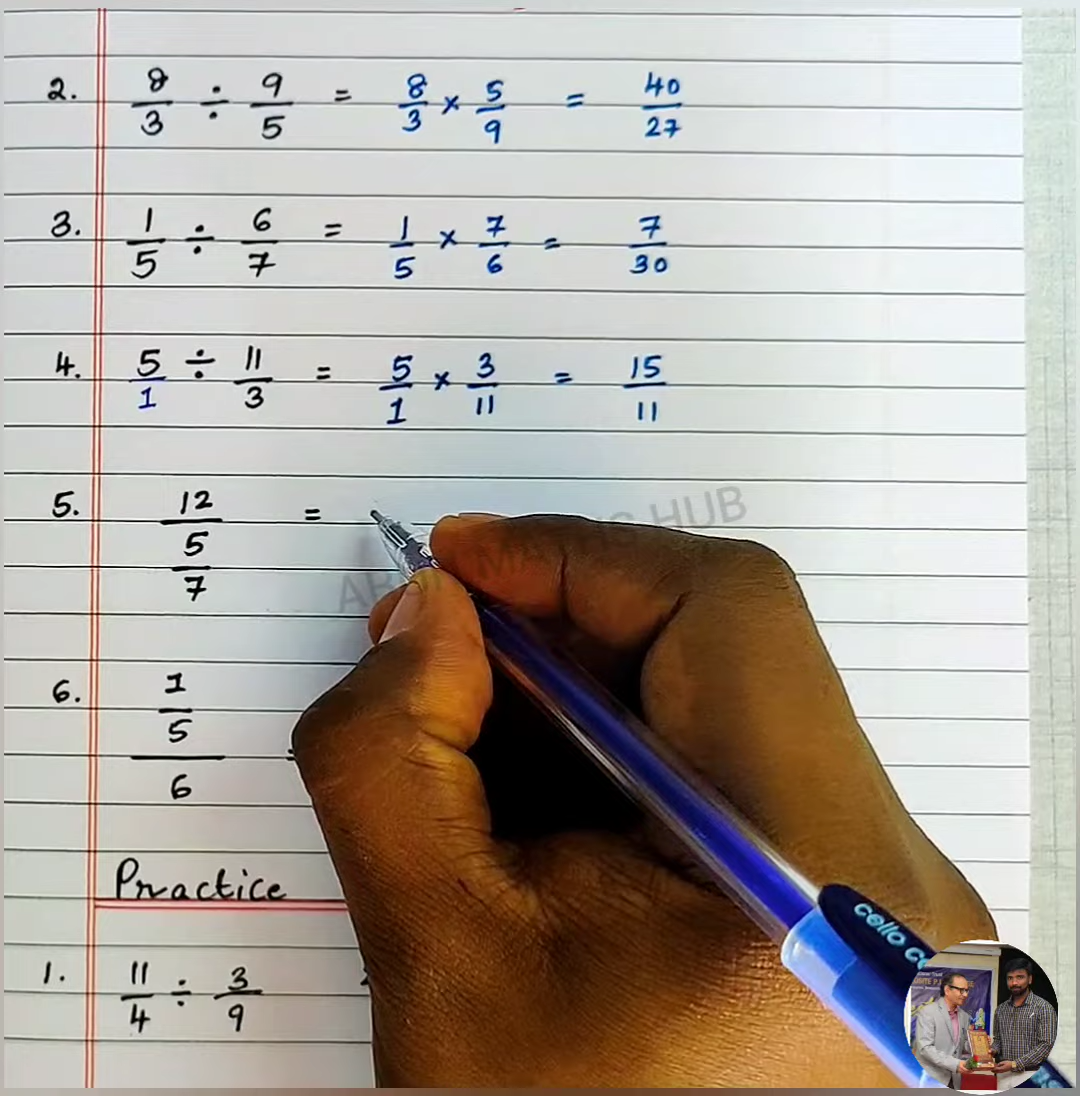 2. 8/3 ÷ 9/5 = 8/3 × 5/9 = 40/27
3. 1/5 ÷ 6/7 = 1/5 × 7/6 = 7/30
4. 5/1 ÷ 11/3 = 5/1 × 3/11 = 15/11
5. 12/(5/7) =
HUB
6. (1/5)/6
Practice
1. 11/4 ÷ 3/9
cello